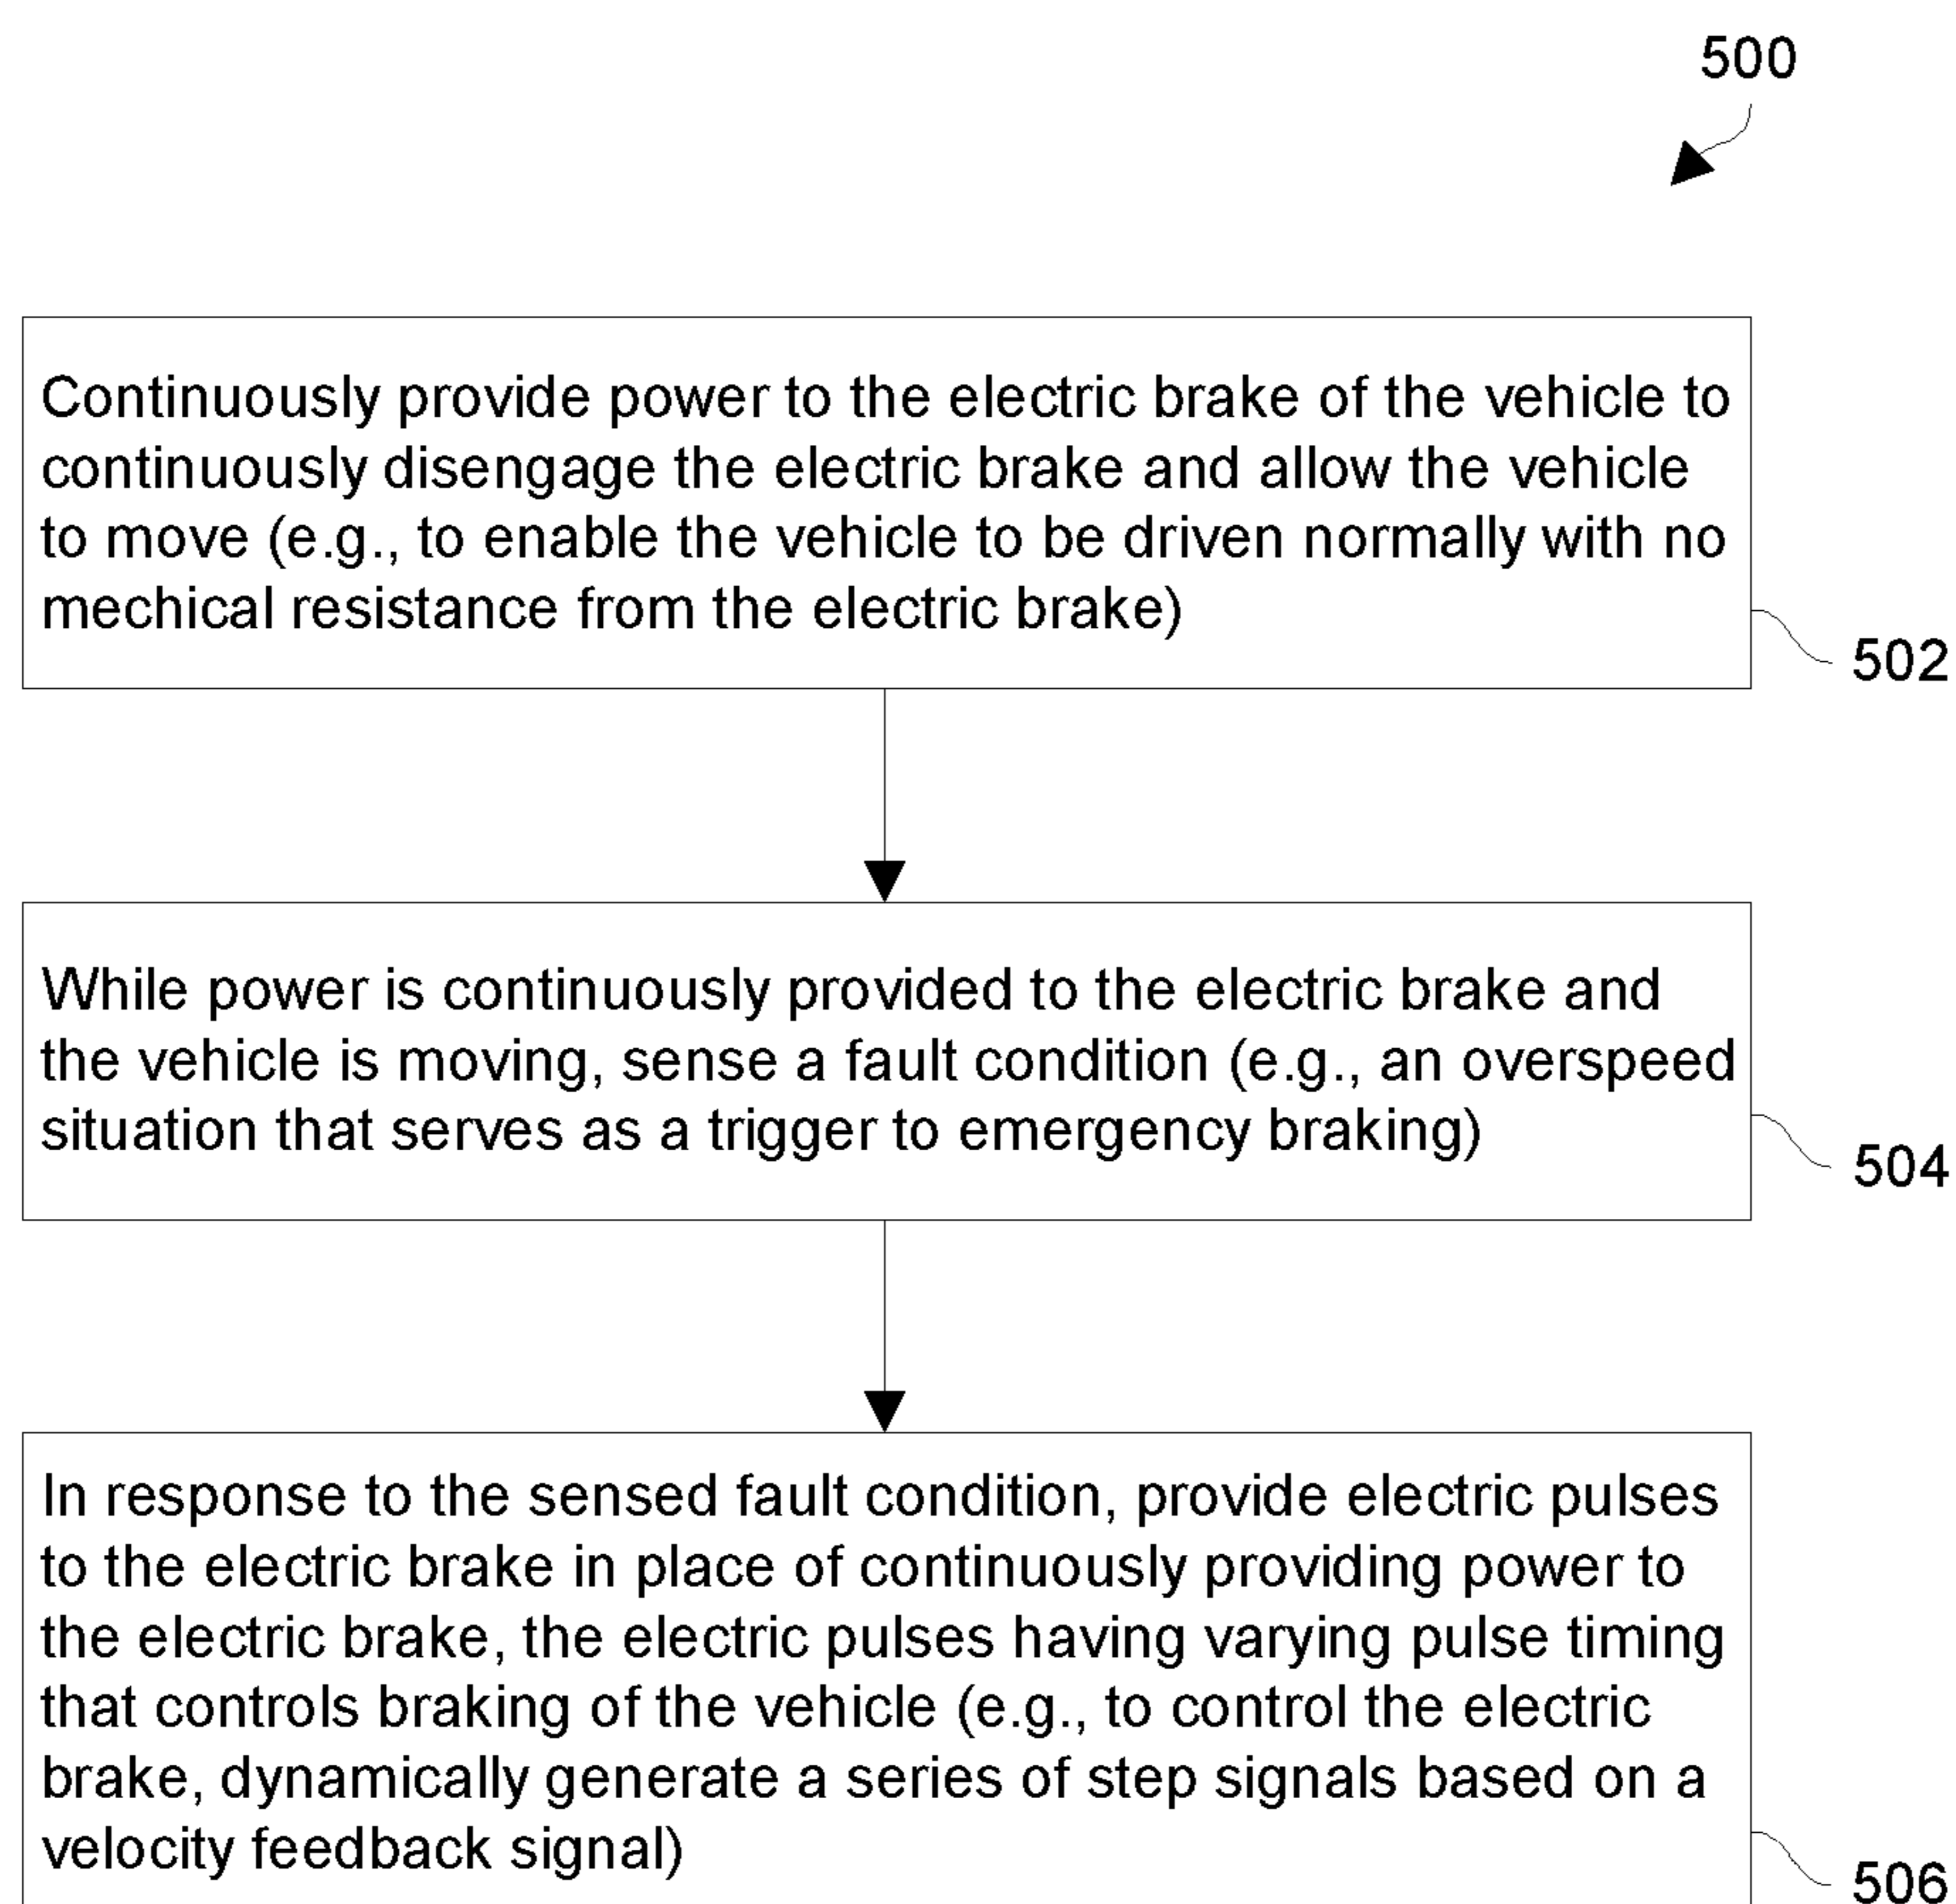 500
Continuously provide power to the electric brake of the vehicle to
continuously disengage the electric brake and allow the vehicle
to move (e.g., to enable the vehicle to be driven normally with no
mechical resistance from the electric brake)
502
While power is continuously provided to the electric brake and
the vehicle is moving, sense a fault condition (e.g., an overspeed
situation that serves as a trigger to emergency braking)
504
In response to the sensed fault condition, provide electric pulses
to the electric brake in place of continuously providing power to
the electric brake, the electric pulses having varying pulse timing
that controls braking of the vehicle (e.g., to control the electric
brake, dynamically generate a series of step signals based on a
velocity feedback signal)
506